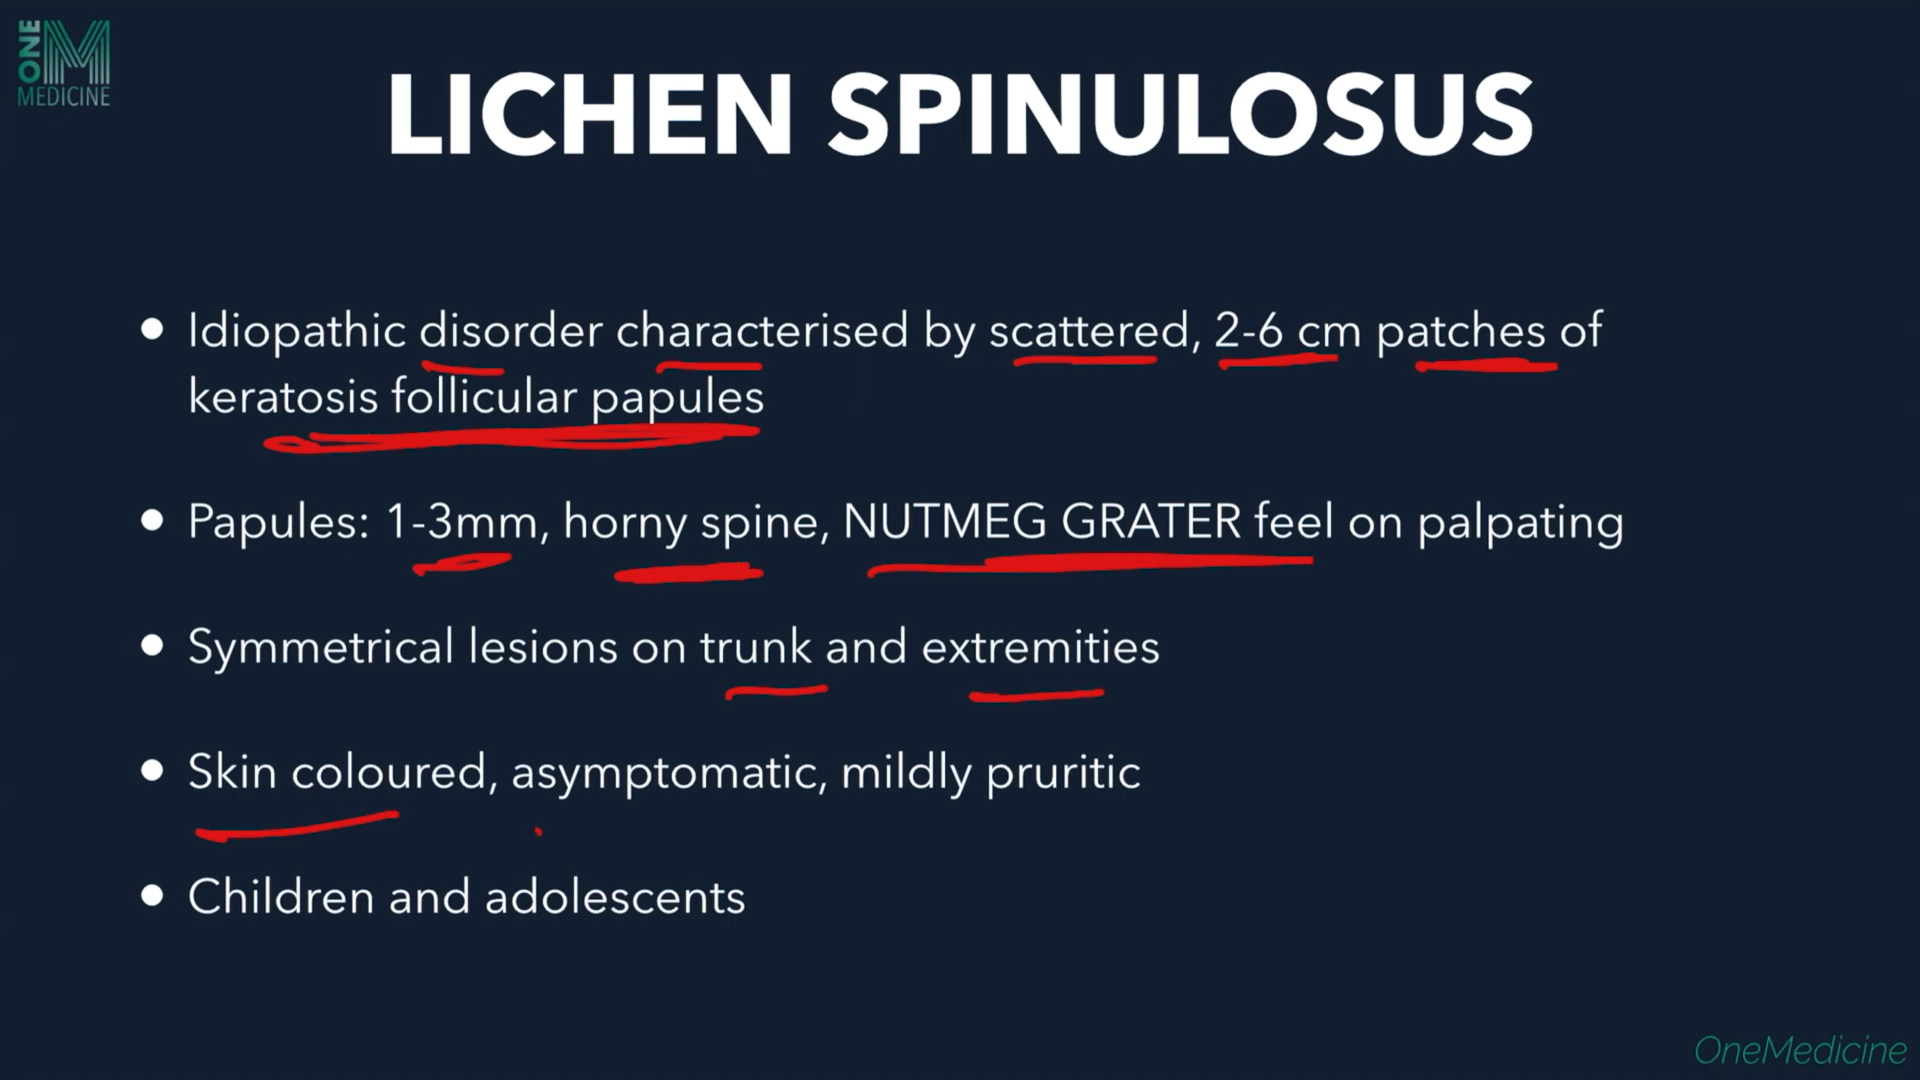 ONE
MEDICINE
LICHEN SPINULOSUS
• Idiopathic disorder characterised by scattered, 2-6 cm patches of
keratosis follicular papules
• Papules: 1-3mm, horny spine, NUTMEG GRATER feel on palpating
• Symmetrical lesions on trunk and extremities
• Skin coloured, asymptomatic, mildly pruritic
• Children and adolescents
OneMedicine